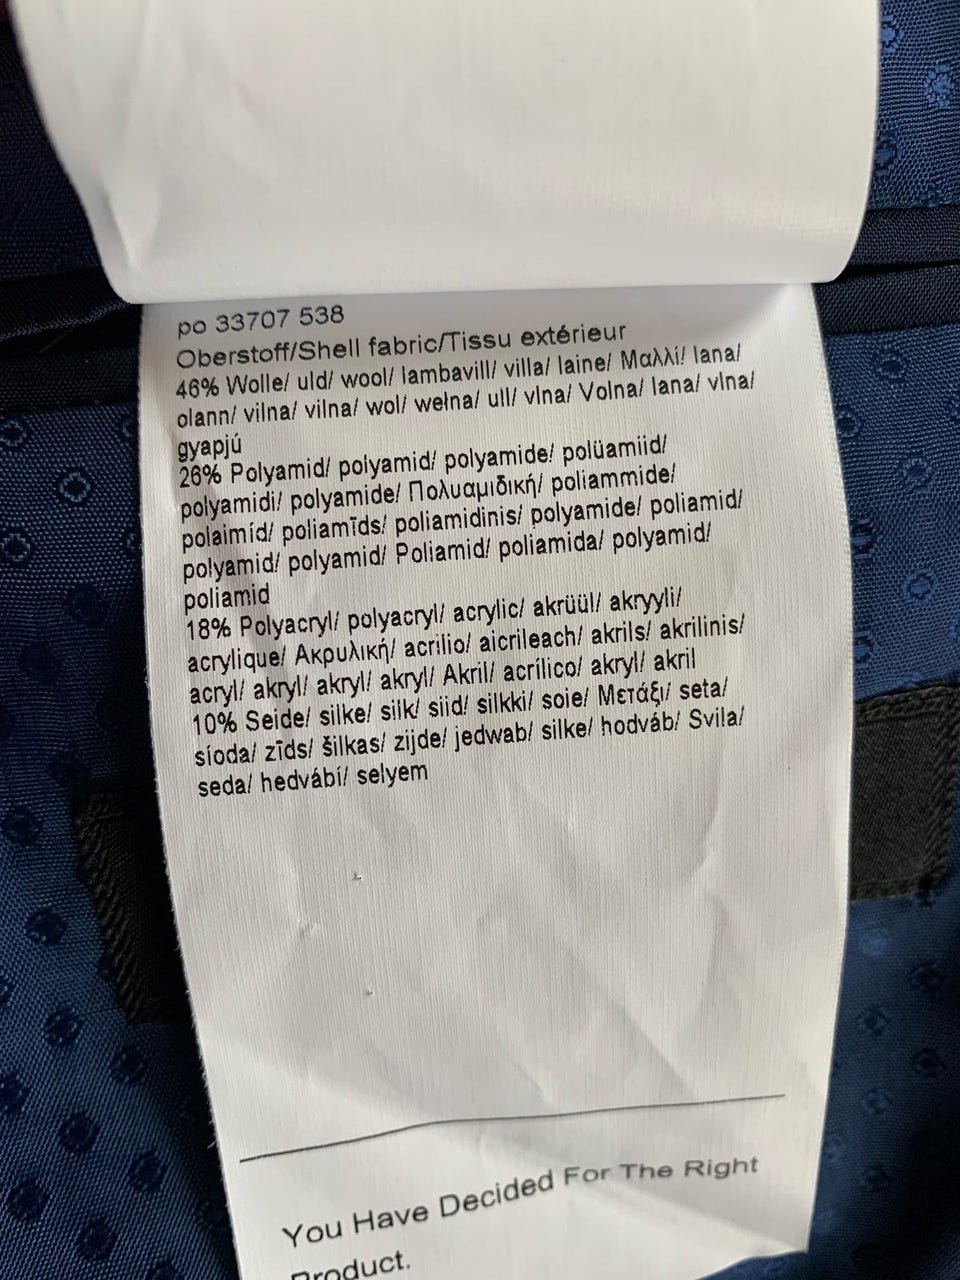 po 33707 538
Oberstoff/Shell fabric/Tissu extérieur
46% Wolle/ uld/ wool/ lambavill/ villa/ laine/ Μαλλί/ lana/
olann/ vilna/ vilna/ wol/ wełna/ ull/ vlna/ Volna/ lana/ vlna/
gyapjú
26% Polyamid/ polyamid/ polyamide/ polüamiid/
polyamidi/ polyamide/ Πολυαμιδική/ poliammide/
polaimíd/ poliamīds/ poliamidinis/ polyamide/ poliamid/
polyamid/ polyamid/ Poliamid/ poliamida/ polyamid/
poliamid
18% Polyacryl/ polyacryl/ acrylic/ akrüül/ akryyli/
acrylique/ Ακρυλική/ acrilio/ aicrileach/ akrils/ akrilinis/
acryl/ akryl/ akryl/ akryl/ Akril/ acrílico/ akryl/ akril
10% Seide/ silke/ silk/ siid/ silkki/ soie/ Μετάξι/ seta/
síoda/ zīds/ šilkas/ zijde/ jedwab/ silke/ hodváb/ Svila/
seda/ hedvábí/ selyem
You Have Decided For The Right
Product.